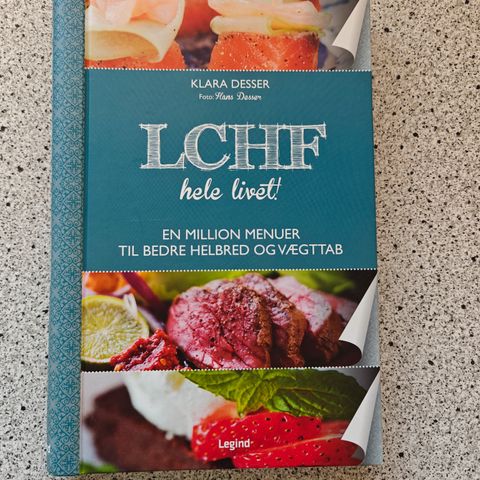 KLARA DESSER
Foto: Hans Desser
LCHF
hele livet!
EN MILLION MENUER
TIL BEDRE HELBRED OG VÆGTTAB
Legind